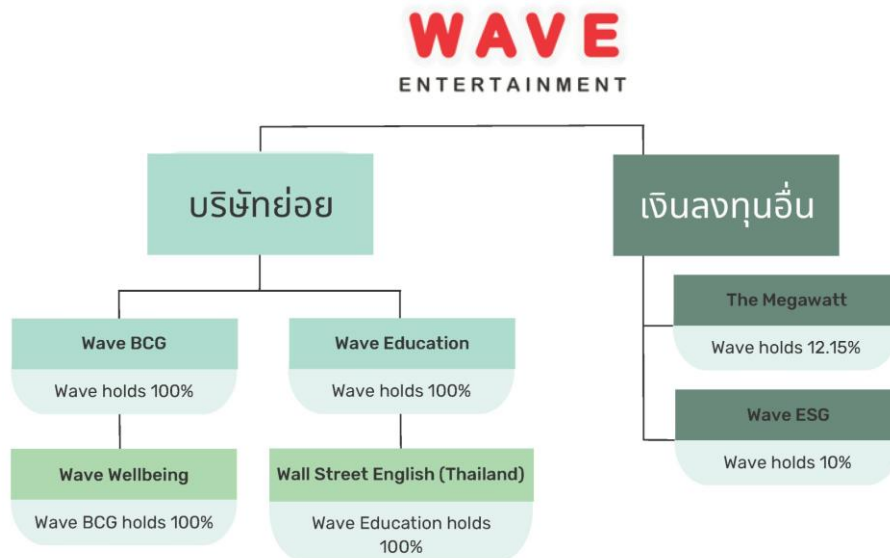 WAVE
ENTERTAINMENT
บริษัทย่อย
เงินลงทุนอื่น
Wave BCG
Wave holds 100%
Wave Education
Wave holds 100%
Wave Wellbeing
Wave BCG holds 100%
Wall Street English (Thailand)
Wave Education holds
100%
The Megawatt
Wave holds 12.15%
Wave ESG
Wave holds 10%